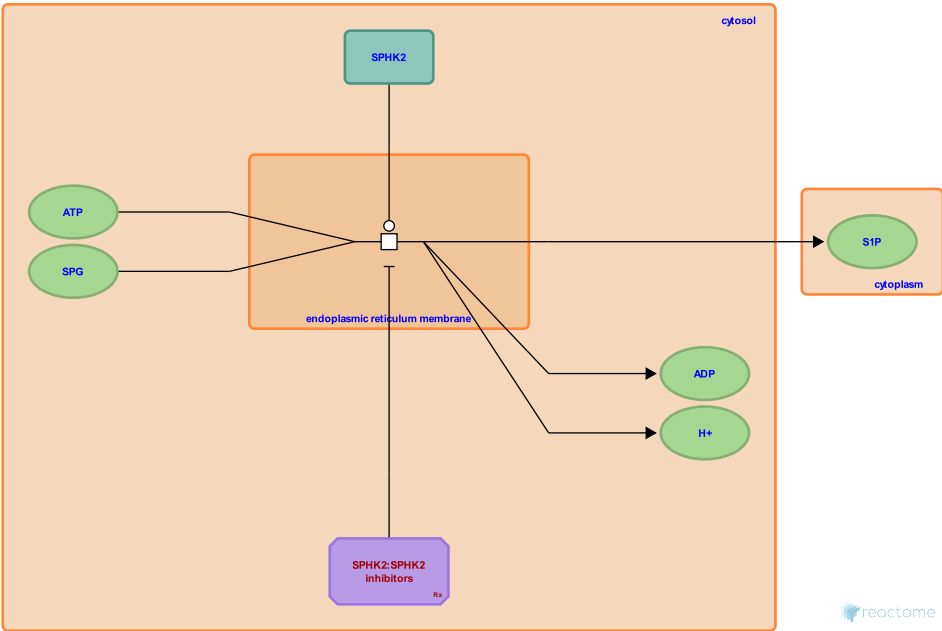 cytosol
SPHK2
ATP
SPG
S1P
cytoplasm
endoplasmic reticulum membrane
ADP
H+
SPHK2:SPHK2
inhibitors
Rx
reactome